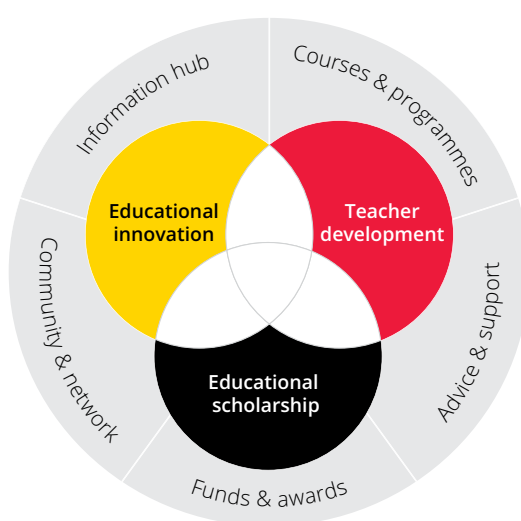 Information hub
Courses & programmes
Educational
innovation
Teacher
development
Community & network
Advice & support
Educational
scholarship
Funds & awards